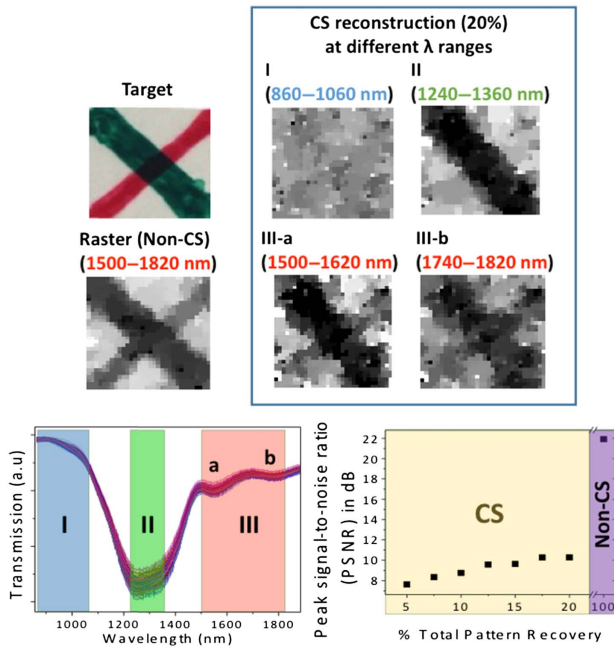 CS reconstruction (20%)
at different λ ranges
I
(860–1060 nm)
II
(1240–1360 nm)
Target
Raster (Non-CS)
(1500–1820 nm)
III-a
(1500–1620 nm)
III-b
(1740–1820 nm)
Transmission (a.u)
I
II
III
a
b
1000
1200
1400
1600
1800
Wavelength (nm)
Peak signal-to-noise ratio
(PSNR) in dB
22
20
18
16
14
12
10
8
CS
Non-CS
5
10
15
20
100
% Total Pattern Recovery